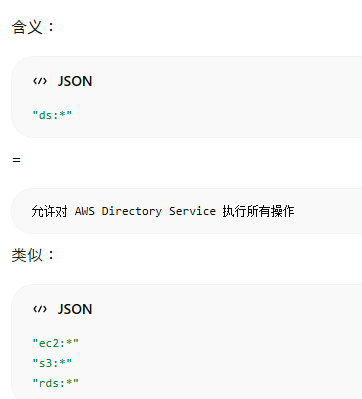 含义：
JSON
"ds:*"
=
允许对 AWS Directory Service 执行所有操作
类似：
JSON
"ec2:*"
"s3:*"
"rds:*"